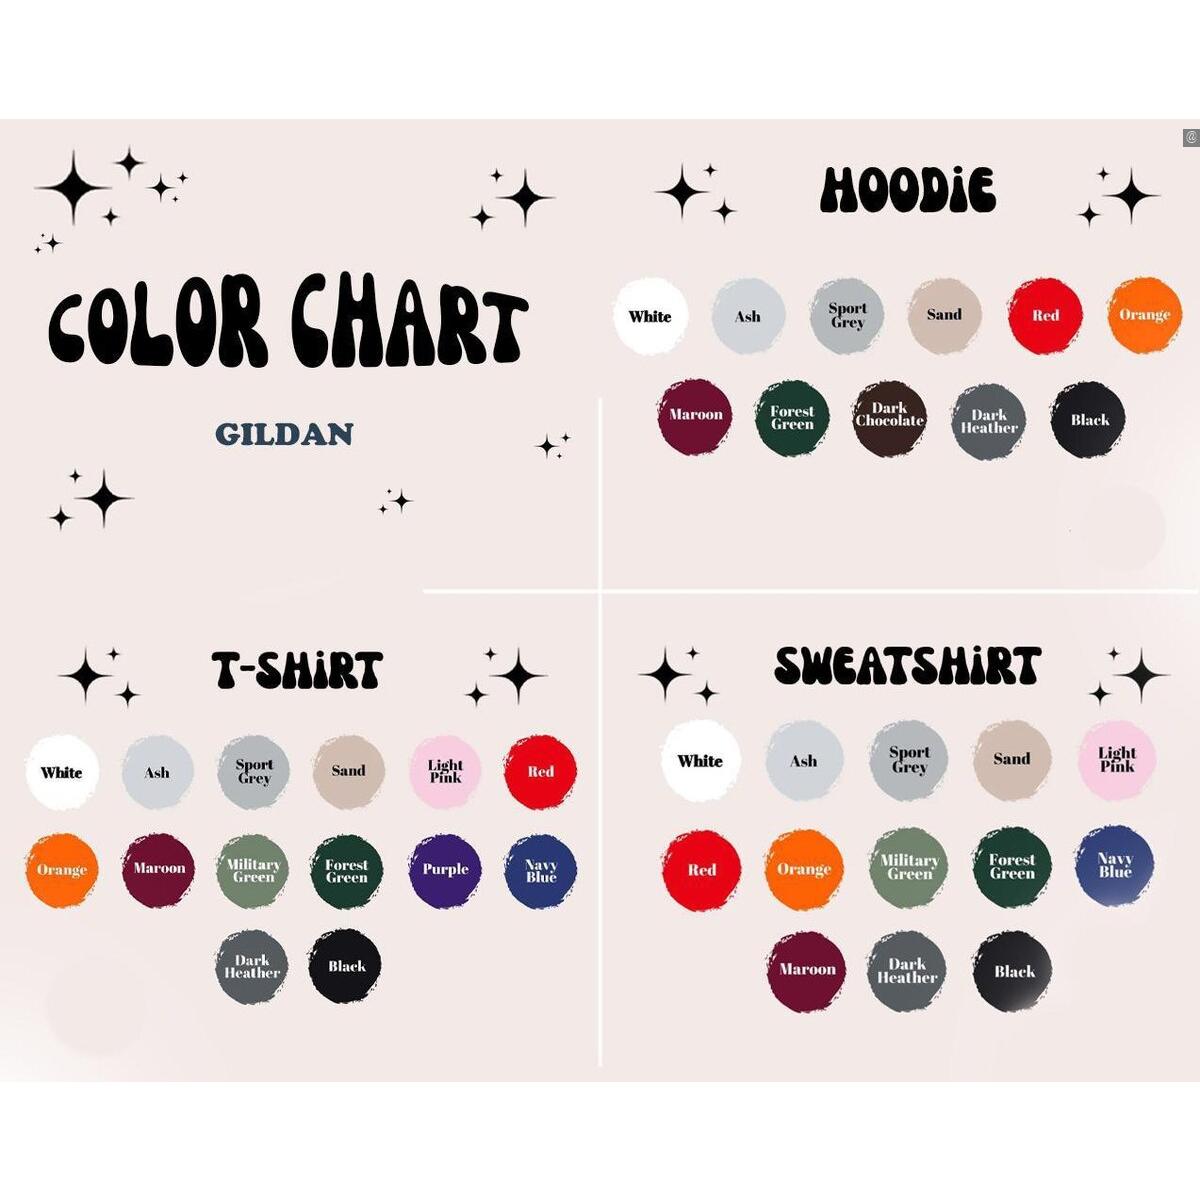 @
COLOR CHART
GILDAN
HOODiE
White
Ash
Sport
Grey
Sand
Red
Orange
Maroon
Forest
Green
Dark
Chocolate
Dark
Heather
Black
T-SHiRT
White
Ash
Sport
Grey
Sand
Light
Pink
Red
Orange
Maroon
Military
Green
Forest
Green
Purple
Navy
Blue
Dark
Heather
Black
SWEATSHiRT
White
Ash
Sport
Grey
Sand
Light
Pink
Red
Orange
Military
Green
Forest
Green
Navy
Blue
Maroon
Dark
Heather
Black